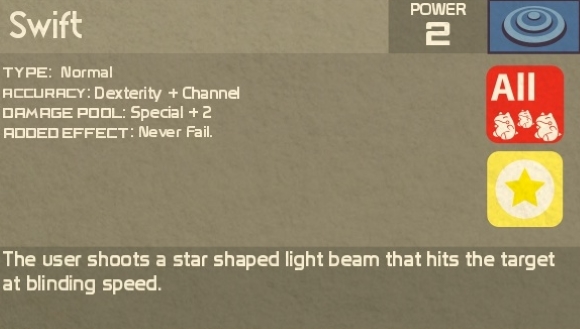 Swift
POWER
2
TYPE: Normal
ACCURACY: Dexterity + Channel
DAMAGE POOL: Special + 2
ADDED EFFECT: Never Fail.
All
The user shoots a star shaped light beam that hits the target
at blinding speed.